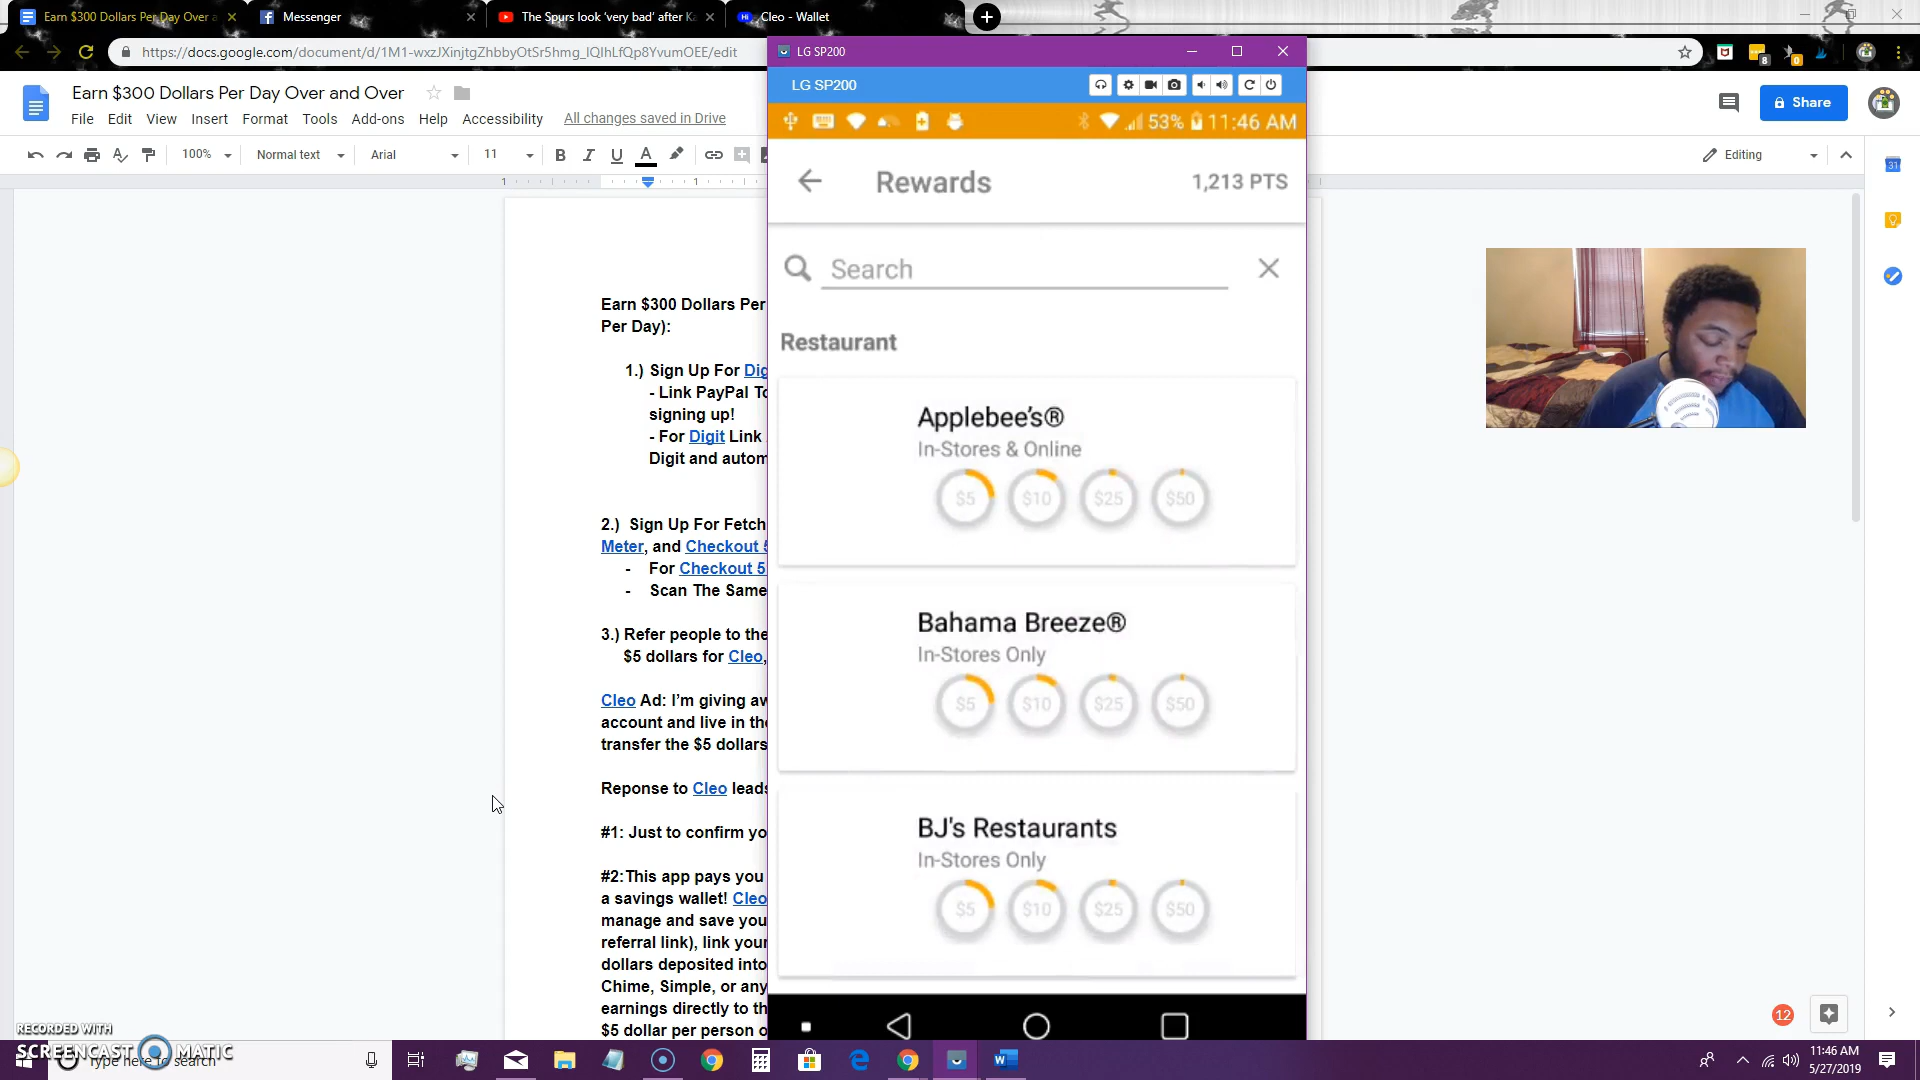 Earn $300 Dollars Per Day Over a
Messenger
The Spurs look 'very bad' after Ka
Cleo - Wallet
https://docs.google.com/document/d/1M1-wxzJXinjtgZhbbyOtSr5hmg_lQlhLfQp8YvumOEE/edit
Earn $300 Dollars Per Day Over and Over
File Edit View Insert Format Tools Add-ons Help Accessibility All changes saved in Drive
Share
100% Normal text Arial 11 B I U A
Editing
Earn $300 Dollars Per
Per Day):
1.) Sign Up For Dig
- Link PayPal To
signing up!
- For Digit Link
Digit and autom
2.) Sign Up For Fetch
Meter, and Checkout 5
- For Checkout 5
- Scan The Same
3.) Refer people to the
$5 dollars for Cleo,
Cleo Ad: I'm giving aw
account and live in the
transfer the $5 dollars
Reponse to Cleo leads
#1: Just to confirm yo
#2:This app pays you
a savings wallet! Cleo
manage and save you
referral link), link your
dollars deposited into
Chime, Simple, or any
earnings directly to th
$5 dollar per person o
LG SP200
LG SP200
53% 11:46 AM
Rewards 1,213 PTS
Search
Restaurant
Applebee's®
In-Stores & Online
$5 $10 $25 $50
Bahama Breeze®
In-Stores Only
$5 $10 $25 $50
BJ's Restaurants
In-Stores Only
$5 $10 $25 $50
12
RECORDED WITH
SCREENCAST MATIC
Type here to search
11:46 AM
5/27/2019